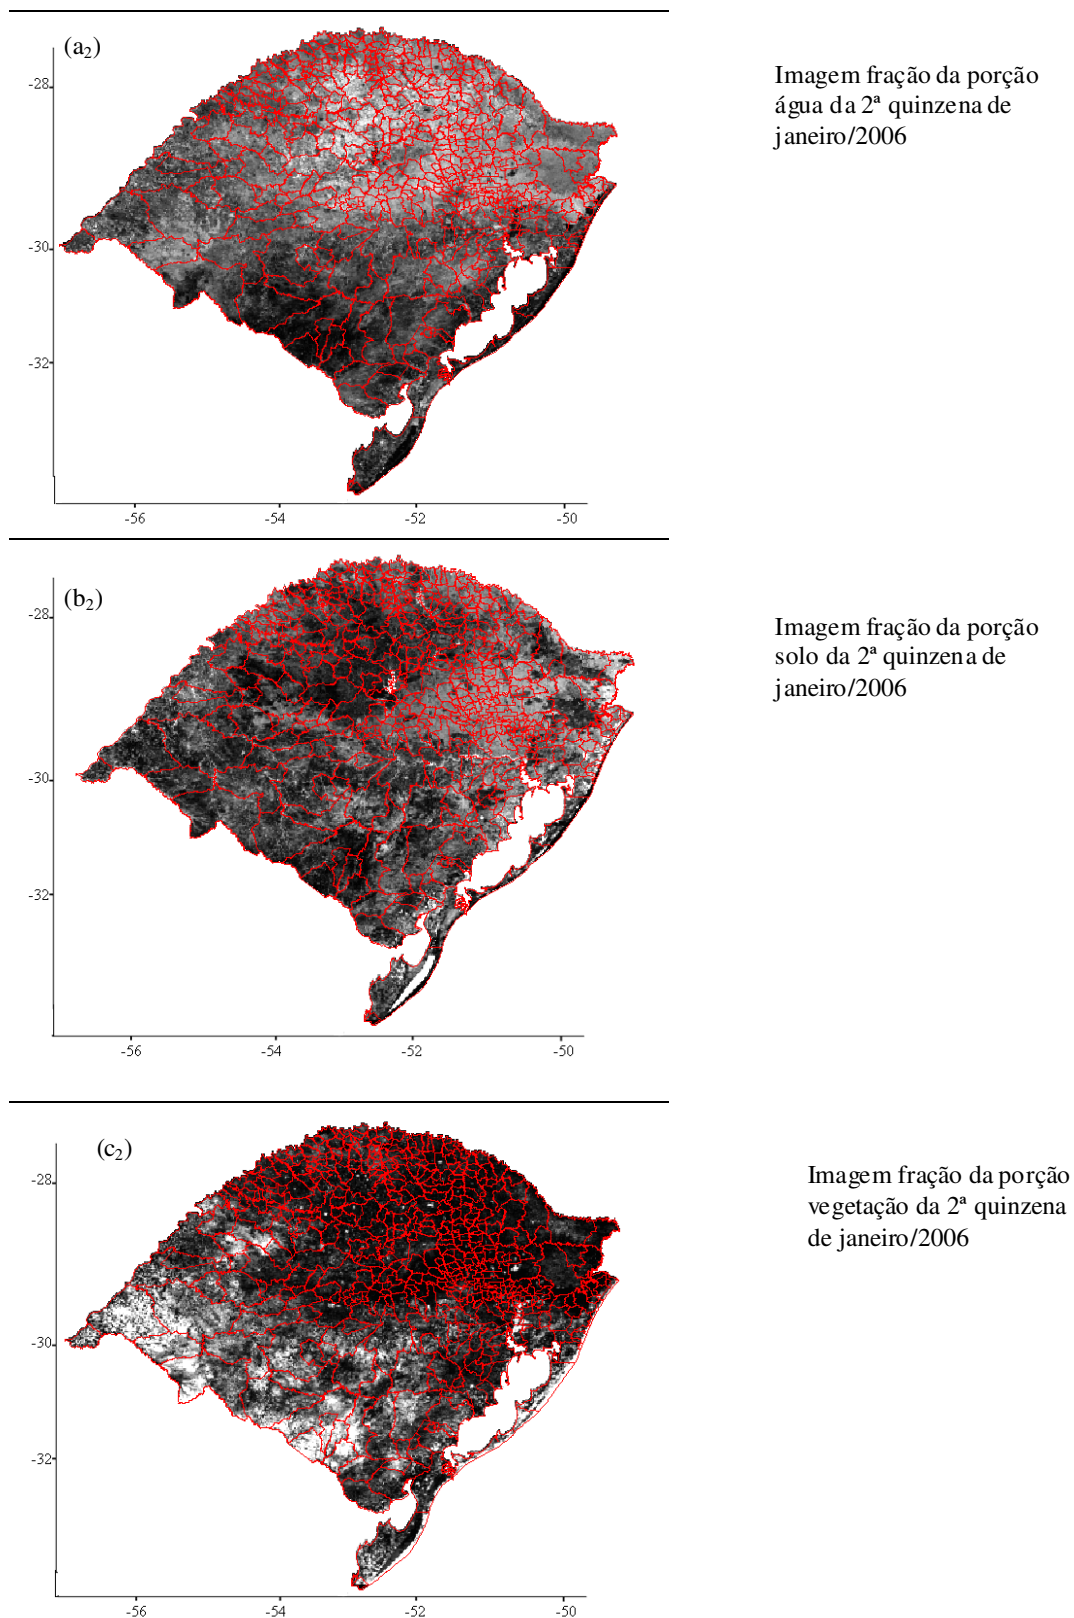 (a₂)
Imagem fração da porção
água da 2ª quinzena de
janeiro/2006
-28
-30
-32
-56 -54 -52 -50
(b₂)
Imagem fração da porção
solo da 2ª quinzena de
janeiro/2006
-28
-30
-32
-56 -54 -52 -50
(c₂)
Imagem fração da porção
vegetação da 2ª quinzena
de janeiro/2006
-28
-30
-32
-56 -54 -52 -50